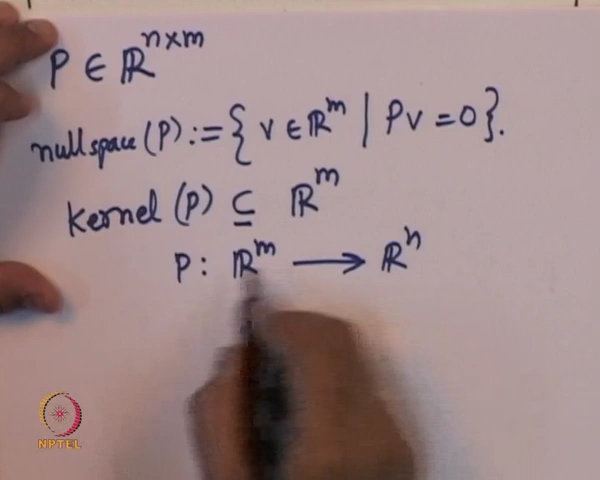 P ∈ ℝ^{n×m}
nullspace(P) := { v ∈ ℝ^m | Pv = 0 }.
Kernel (P) ⊆ ℝ^m
P : ℝ^m ⟶ ℝ^n
NPTEL